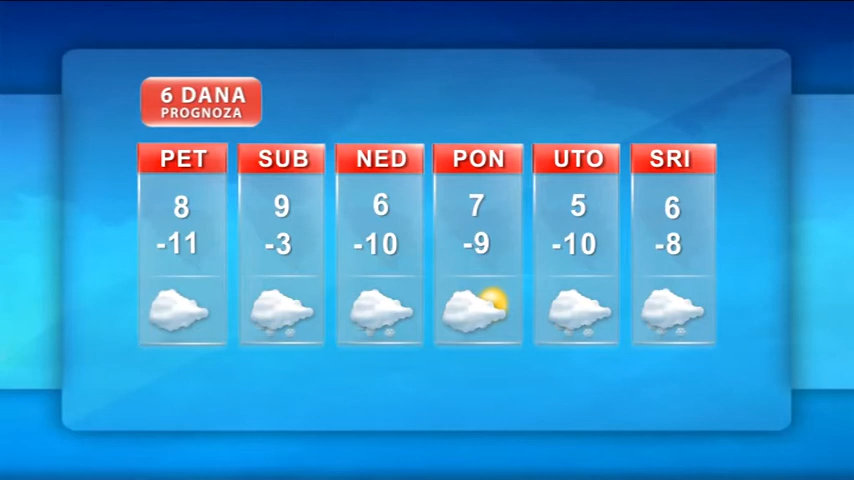 6 DANA
PROGNOZA
PET SUB NED PON UTO SRI
8 9 6 7 5 6
-11 -3 -10 -9 -10 -8